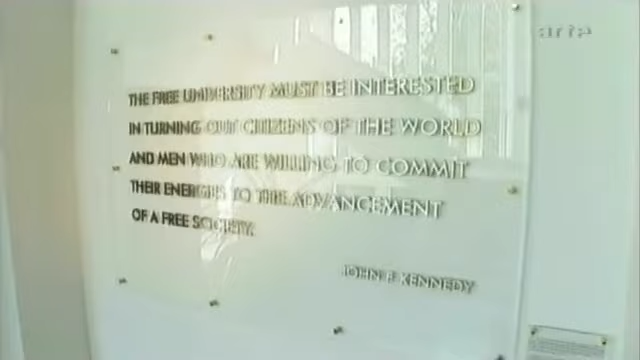 arte
THE FREE UNIVERSITY MUST BE INTERESTED
IN TURNING OUT CITIZENS OF THE WORLD
AND MEN WHO ARE WILLING TO COMMIT
THEIR ENERGIES TO THE ADVANCEMENT
OF A FREE SOCIETY.
JOHN F. KENNEDY